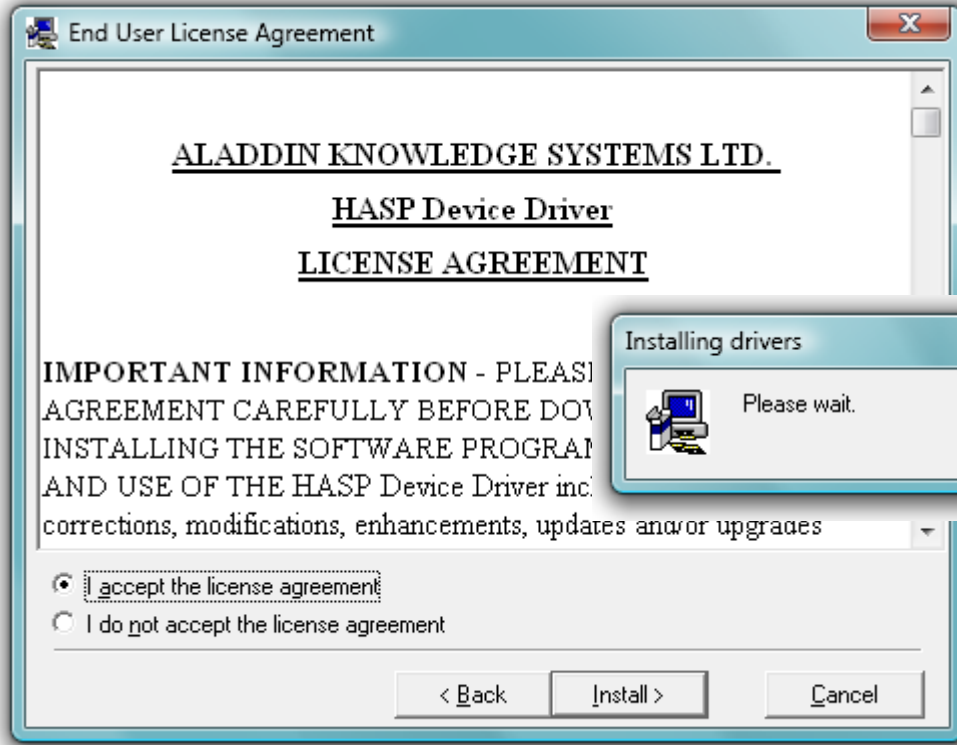 End User License Agreement
ALADDIN KNOWLEDGE SYSTEMS LTD.
HASP Device Driver
LICENSE AGREEMENT
IMPORTANT INFORMATION - PLEASE
AGREEMENT CAREFULLY BEFORE
INSTALLING THE SOFTWARE PROGRAM
AND USE OF THE HASP Device Driver
corrections, modifications, enhancements, updates and/or upgrades
Installing drivers
Please wait.
I accept the license agreement
I do not accept the license agreement
< Back
Install >
Cancel